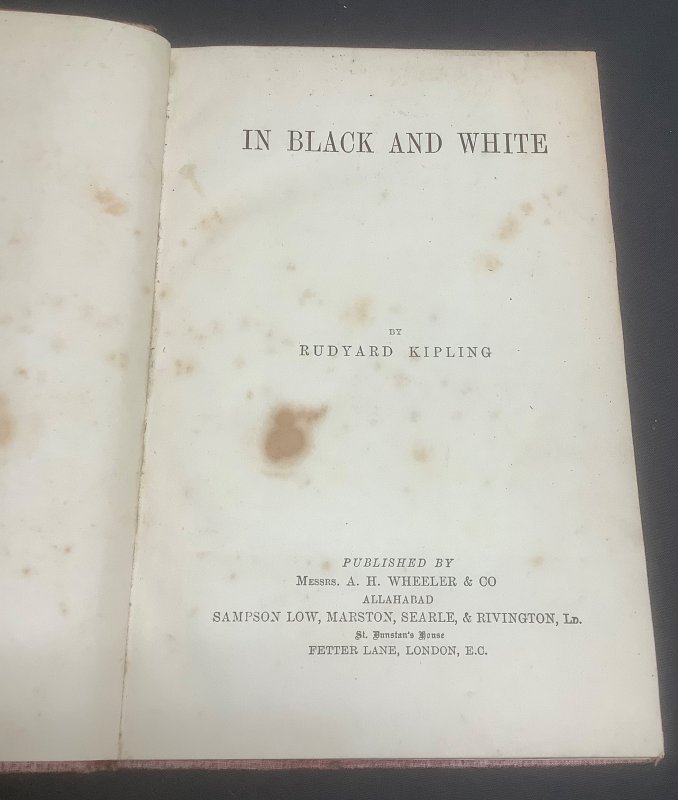 IN BLACK AND WHITE
BY
RUDYARD KIPLING
PUBLISHED BY
MESSRS. A. H. WHEELER & CO
ALLAHABAD
SAMPSON LOW, MARSTON, SEARLE, & RIVINGTON, LD.
St. Dunstan's House
FETTER LANE, LONDON, E.C.